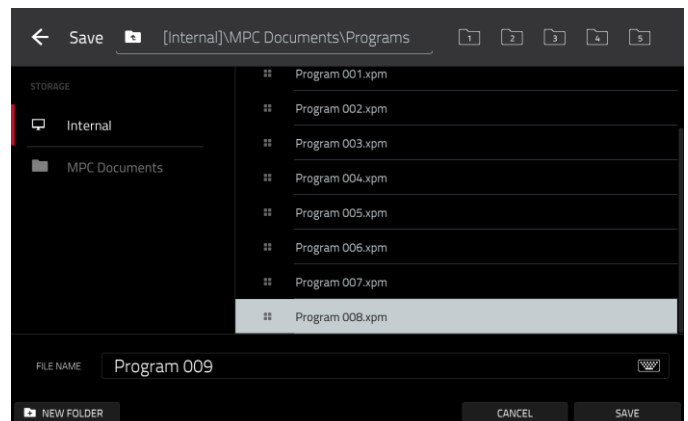 Save [Internal]\MPC Documents\Programs 1 2 3 4 5
STORAGE
Internal
MPC Documents
Program 001.xpm
Program 002.xpm
Program 003.xpm
Program 004.xpm
Program 005.xpm
Program 006.xpm
Program 007.xpm
Program 008.xpm
FILE NAME Program 009
NEW FOLDER CANCEL SAVE